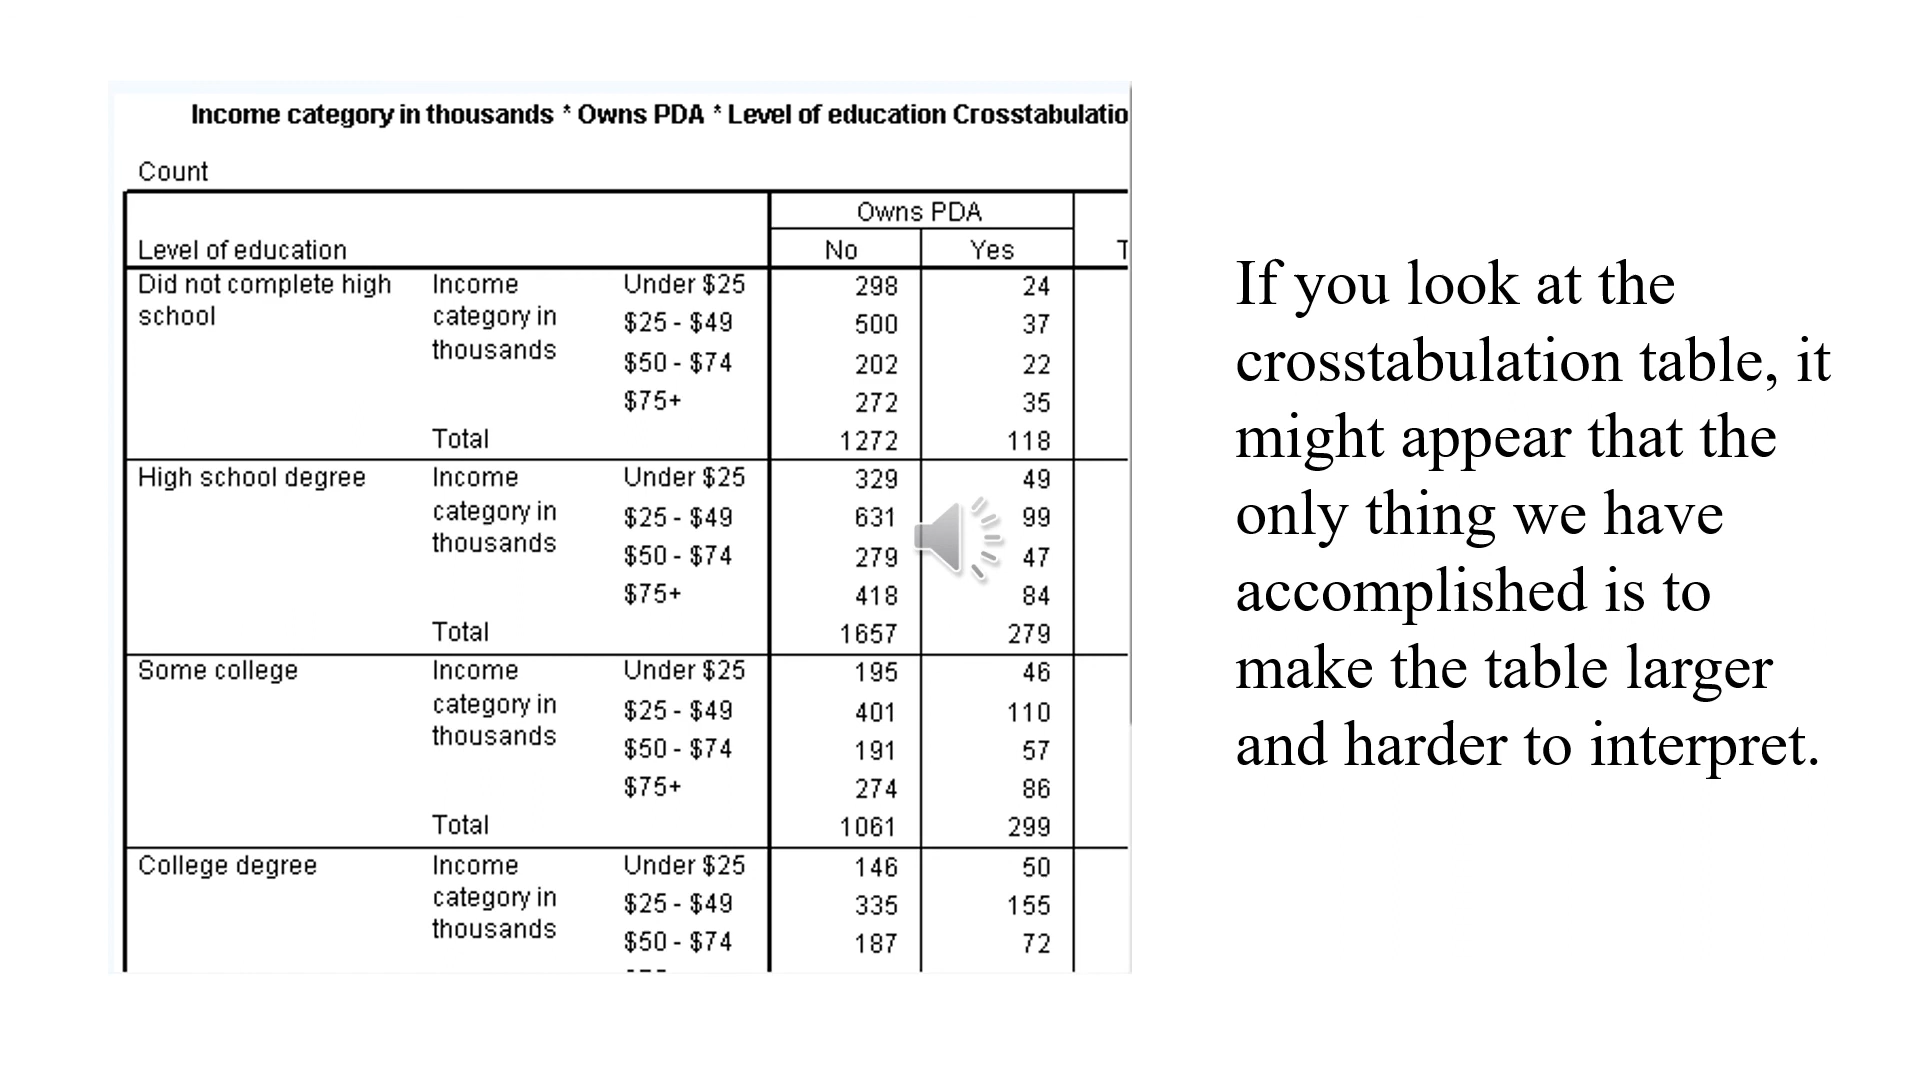 Income category in thousands * Owns PDA * Level of education Crosstabulatio
Count
Owns PDA
Level of education No Yes T
Did not complete high Income Under $25 298 24
school category in $25 - $49 500 37
thousands $50 - $74 202 22
$75+ 272 35
Total 1272 118
High school degree Income Under $25 329 49
category in $25 - $49 631 99
thousands $50 - $74 279 47
$75+ 418 84
Total 1657 279
Some college Income Under $25 195 46
category in $25 - $49 401 110
thousands $50 - $74 191 57
$75+ 274 86
Total 1061 299
College degree Income Under $25 146 50
category in $25 - $49 335 155
thousands $50 - $74 187 72
If you look at the
crosstabulation table, it
might appear that the
only thing we have
accomplished is to
make the table larger
and harder to interpret.